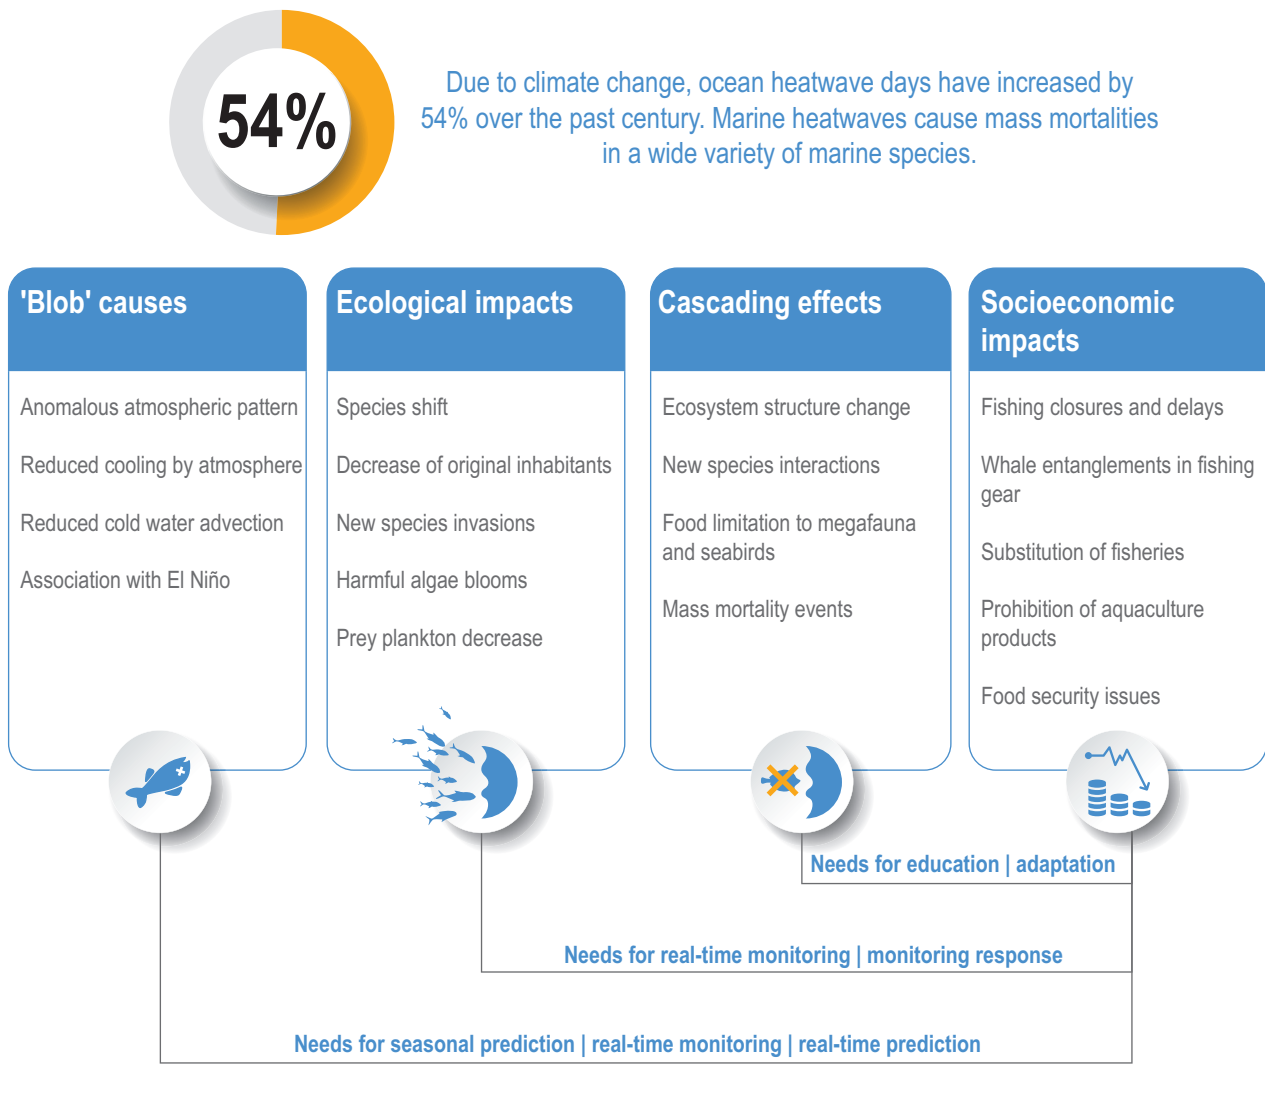 54%
Due to climate change, ocean heatwave days have increased by
54% over the past century. Marine heatwaves cause mass mortalities
in a wide variety of marine species.
'Blob' causes
Anomalous atmospheric pattern
Reduced cooling by atmosphere
Reduced cold water advection
Association with El Niño
Ecological impacts
Species shift
Decrease of original inhabitants
New species invasions
Harmful algae blooms
Prey plankton decrease
Cascading effects
Ecosystem structure change
New species interactions
Food limitation to megafauna
and seabirds
Mass mortality events
Socioeconomic
impacts
Fishing closures and delays
Whale entanglements in fishing
gear
Substitution of fisheries
Prohibition of aquaculture
products
Food security issues
Needs for education | adaptation
Needs for real-time monitoring | monitoring response
Needs for seasonal prediction | real-time monitoring | real-time prediction